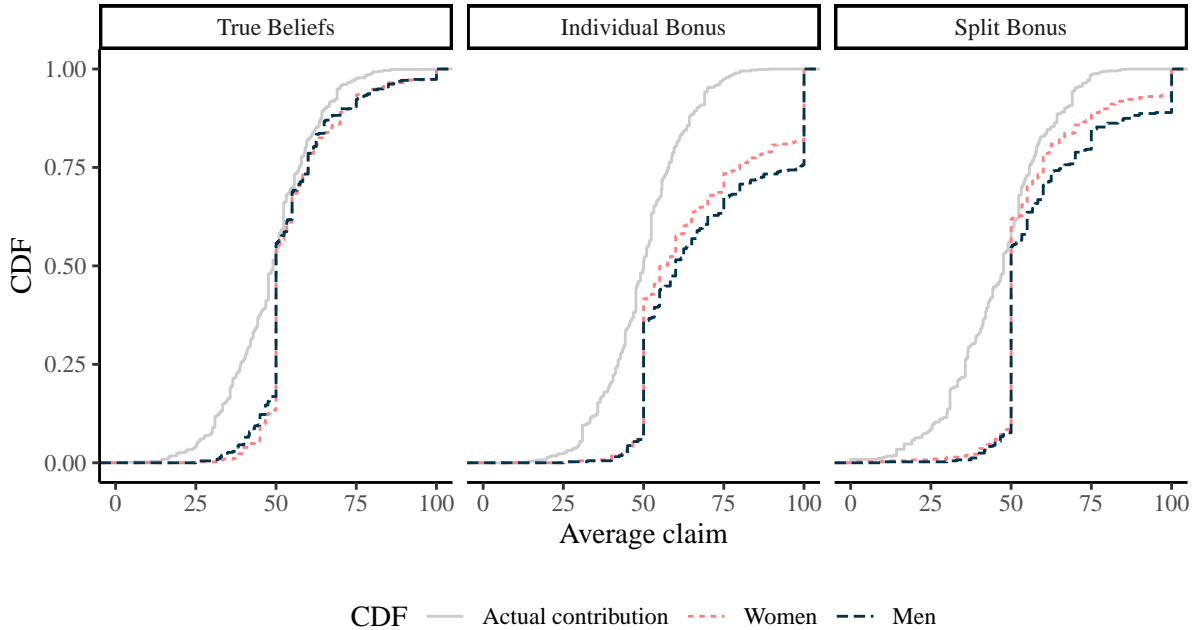 True Beliefs Individual Bonus Split Bonus
1.00
0.75
0.50
0.25
0.00
CDF
0 25 50 75 100 0 25 50 75 100 0 25 50 75 100
Average claim
CDF Actual contribution Women Men